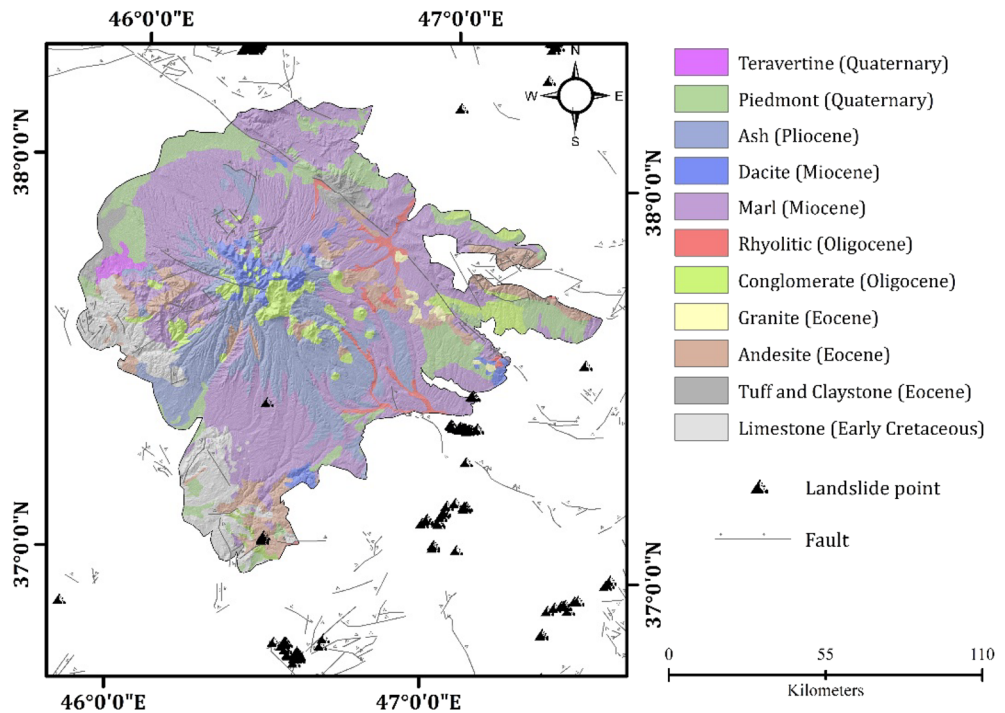 46°0'0"E
47°0'0"E
N
W
E
S
38°0'0"N
38°0'0"N
37°0'0"N
37°0'0"N
46°0'0"E
47°0'0"E
Teravertine (Quaternary)
Piedmont (Quaternary)
Ash (Pliocene)
Dacite (Miocene)
Marl (Miocene)
Rhyolitic (Oligocene)
Conglomerate (Oligocene)
Granite (Eocene)
Andesite (Eocene)
Tuff and Claystone (Eocene)
Limestone (Early Cretaceous)
Landslide point
Fault
0
55
110
Kilometers